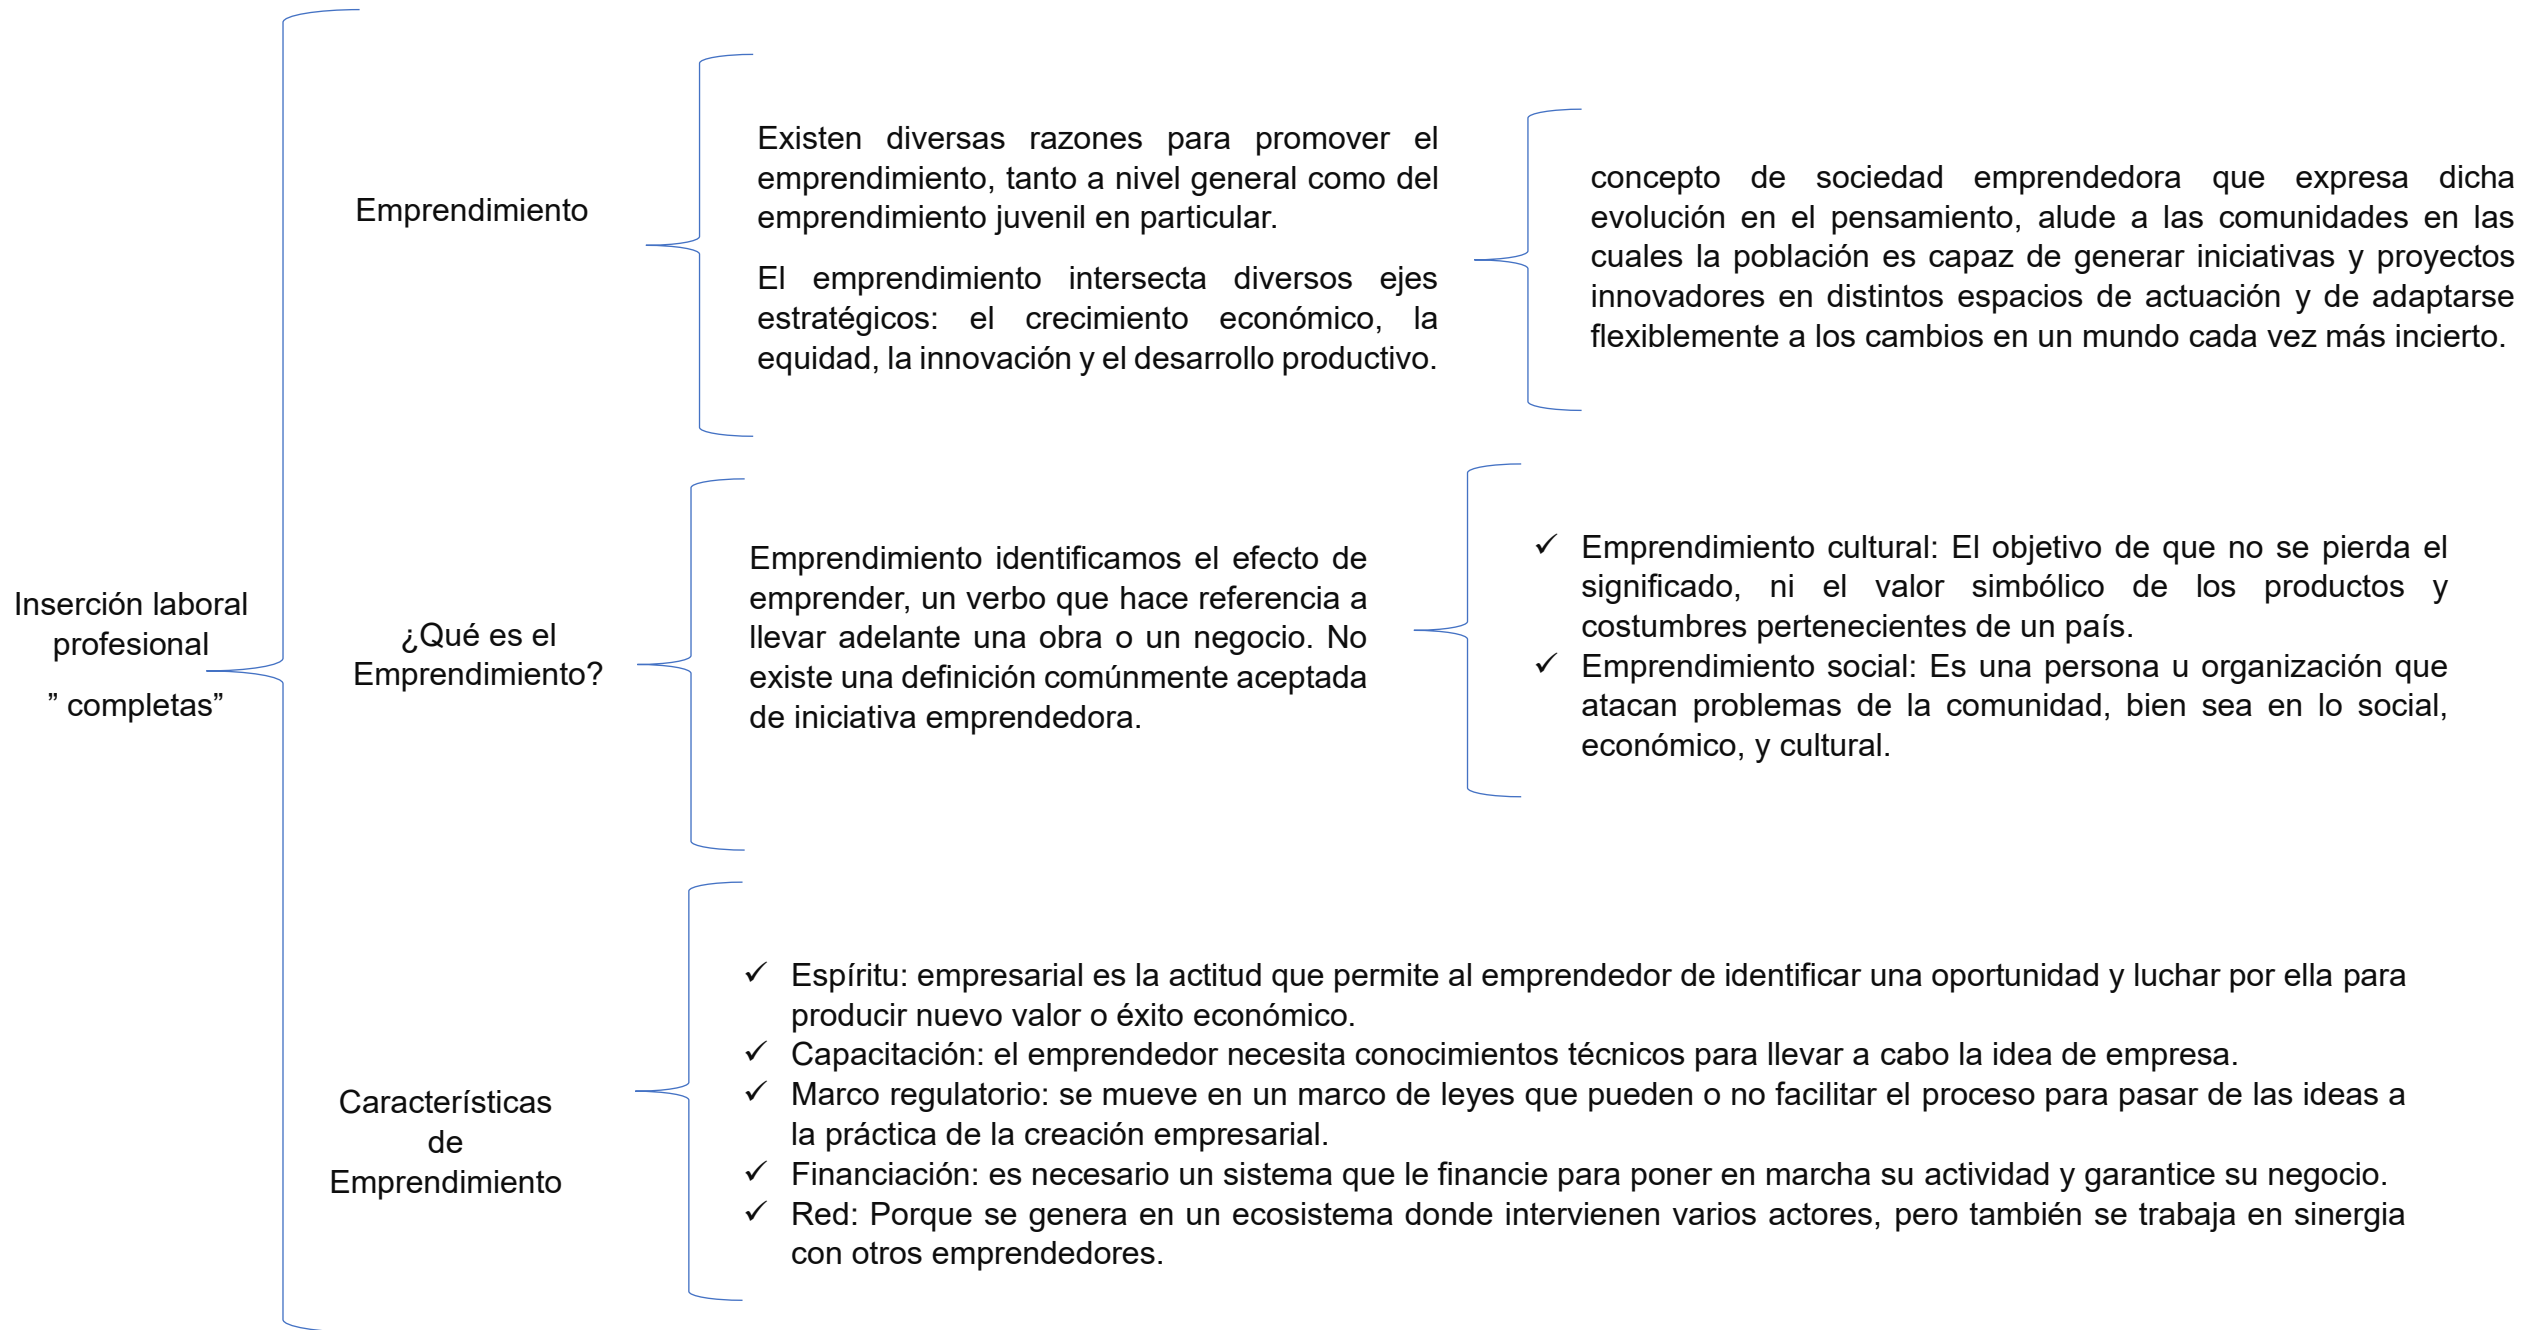 Inserción laboral
profesional
” completas”
Emprendimiento
Existen diversas razones para promover el
emprendimiento, tanto a nivel general como del
emprendimiento juvenil en particular.
El emprendimiento intersecta diversos ejes
estratégicos: el crecimiento económico, la
equidad, la innovación y el desarrollo productivo.
concepto de sociedad emprendedora que expresa dicha
evolución en el pensamiento, alude a las comunidades en las
cuales la población es capaz de generar iniciativas y proyectos
innovadores en distintos espacios de actuación y de adaptarse
flexiblemente a los cambios en un mundo cada vez más incierto.
¿Qué es el
Emprendimiento?
Emprendimiento identificamos el efecto de
emprender, un verbo que hace referencia a
llevar adelante una obra o un negocio. No
existe una definición comúnmente aceptada
de iniciativa emprendedora.
✓ Emprendimiento cultural: El objetivo de que no se pierda el
significado, ni el valor simbólico de los productos y
costumbres pertenecientes de un país.
✓ Emprendimiento social: Es una persona u organización que
atacan problemas de la comunidad, bien sea en lo social,
económico, y cultural.
Características
de
Emprendimiento
✓ Espíritu: empresarial es la actitud que permite al emprendedor de identificar una oportunidad y luchar por ella para
producir nuevo valor o éxito económico.
✓ Capacitación: el emprendedor necesita conocimientos técnicos para llevar a cabo la idea de empresa.
✓ Marco regulatorio: se mueve en un marco de leyes que pueden o no facilitar el proceso para pasar de las ideas a
la práctica de la creación empresarial.
✓ Financiación: es necesario un sistema que le financie para poner en marcha su actividad y garantice su negocio.
✓ Red: Porque se genera en un ecosistema donde intervienen varios actores, pero también se trabaja en sinergia
con otros emprendedores.